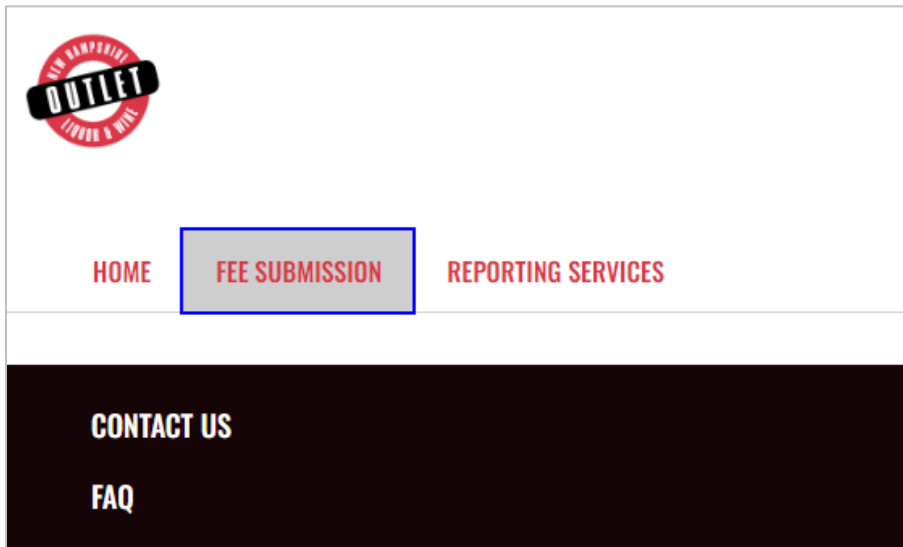 NEW HAMPSHIRE
OUTLET
LIQUOR & WINE
HOME FEE SUBMISSION REPORTING SERVICES
CONTACT US
FAQ